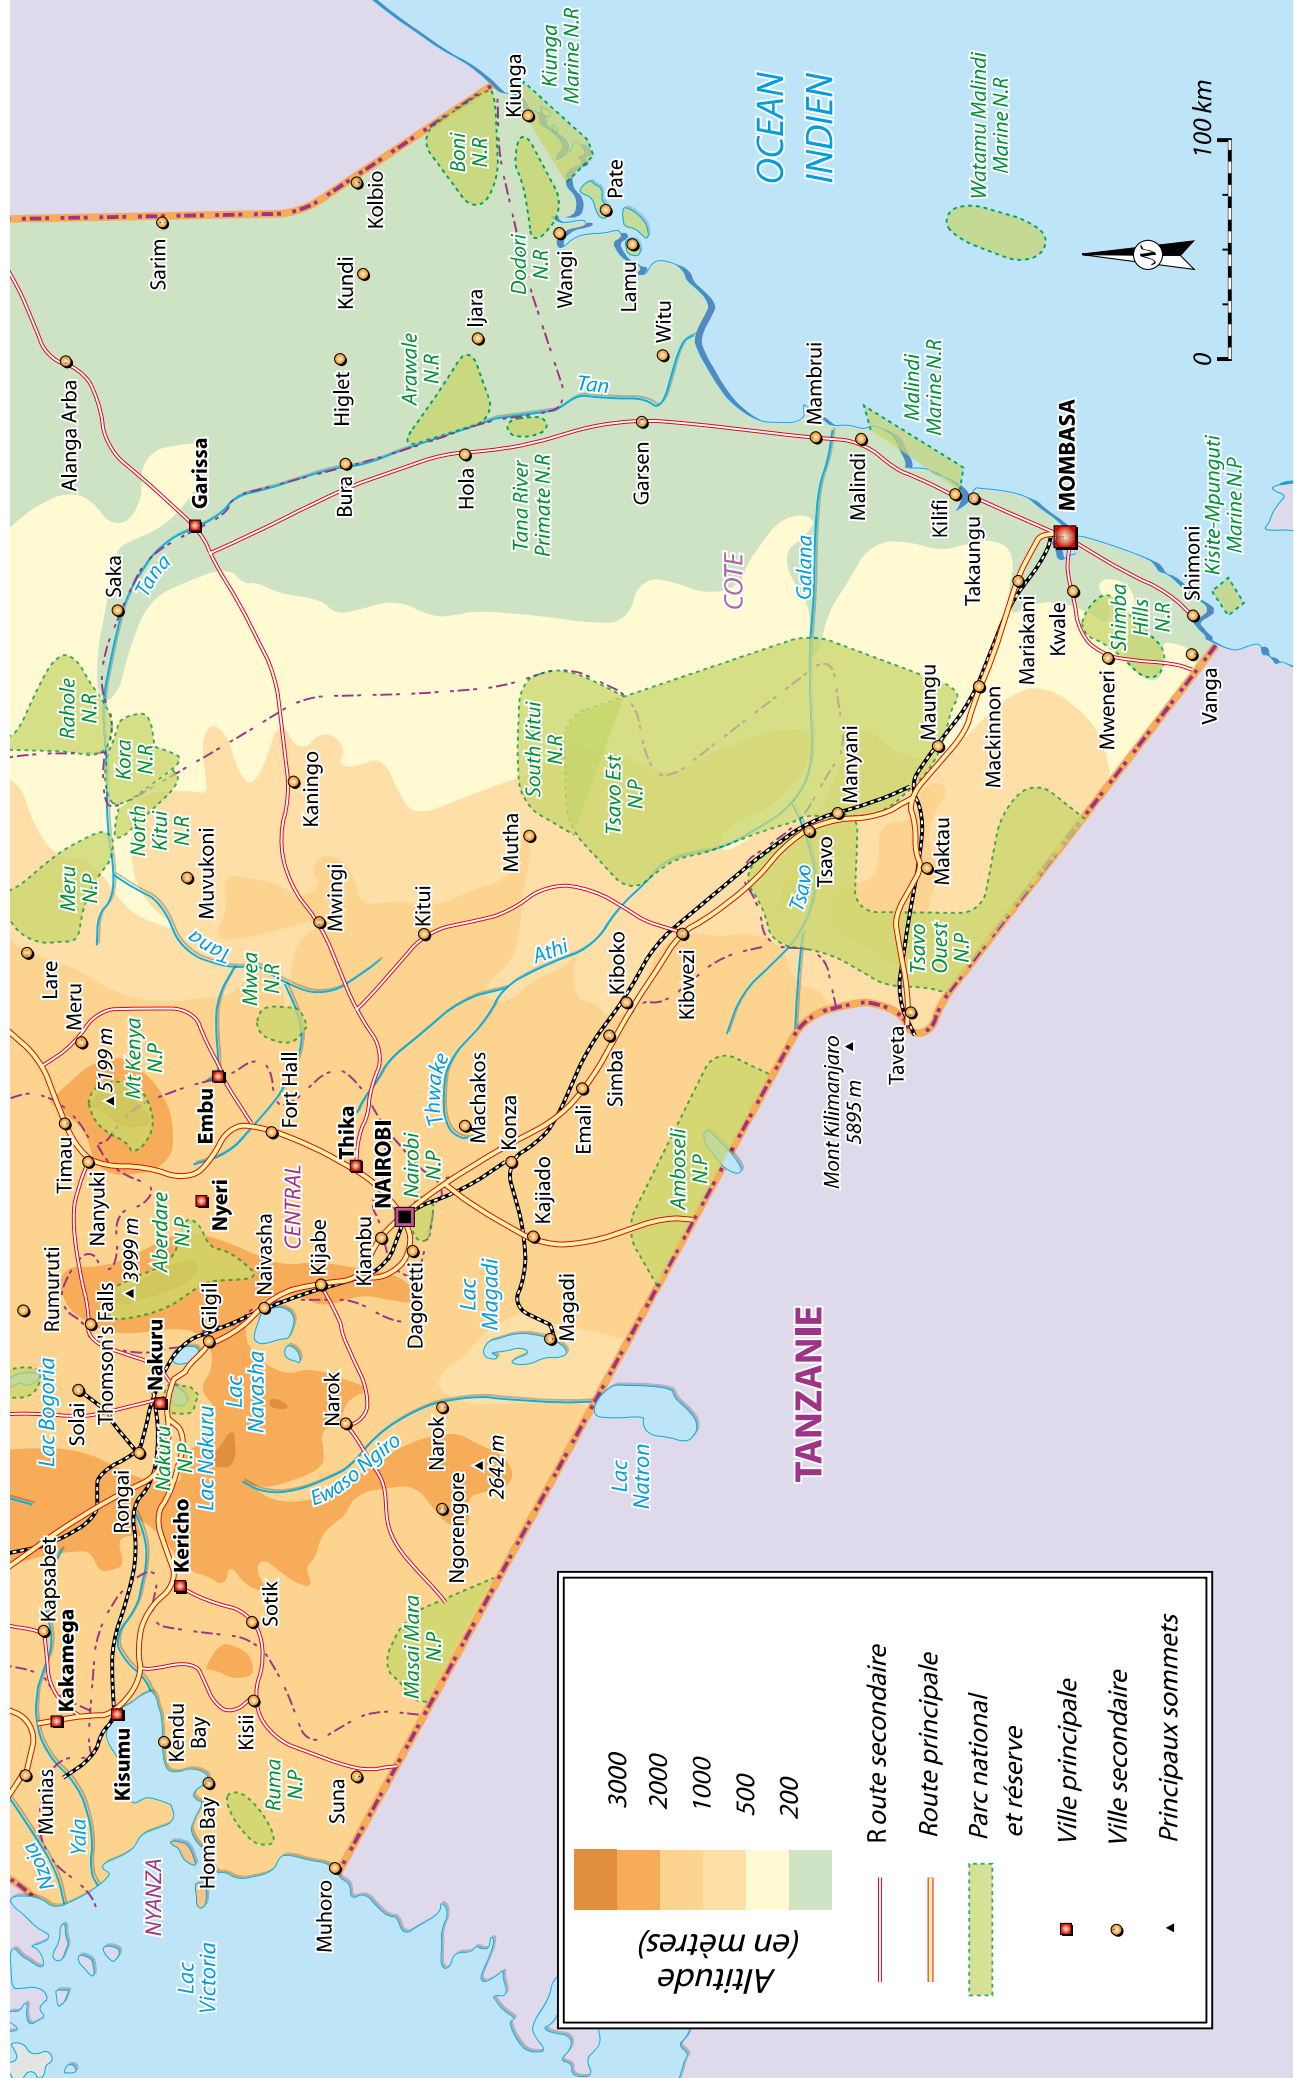 Munias
Nzoia
Yala
Kakamega
Kapsabet
Kisumu
NYANZA
Lac
Victoria
Kendu
Bay
Homa Bay
Ruma
N.P
Suna
Muhoro
Kisii
Sotik
Kericho
Rongai
Solai
Lac Bogoria
Nakuru
Nakuru
N.P
Lac Nakuru
Thomson's Falls
Rumuruti
3999 m
Aberdare
N.P
Gilgil
Naivasha
Lac
Navasha
Kijabe
Nyeri
CENTRAL
Nanyuki
Timau
Meru
Lare
5199 m
Mt Kenya
N.P
Embu
Fort Hall
Mwea
N.R
Tana
Thika
NAIROBI
Nairobi
N.P
Kiambu
Dagoretti
Narok
Ewaso Ngiro
Narok
2642 m
Ngorengore
Masai Mara
N.P
Lac
Magadi
Magadi
Lac
Natron
Kajiado
Konza
Machakos
Thwake
Emali
Simba
Kiboko
Kibwezi
Athi
Amboseli
N.P
Mont Kilimanjaro
5895 m
Taveta
TANZANIE
Meru
N.P
Rahole
N.R
Kora
N.R
North
Kitui
N.R
Muvukoni
Mwingi
Kaningo
Kitui
Mutha
South Kitui
N.R
Tsavo Est
N.P
Tsavo
Tsavo
Tsavo
Ouest
N.P
Manyani
Maktau
Maungu
Mackinnon
Saka
Tana
Garissa
Alanga Arba
Sarim
Bura
Higlet
Kundi
Kolbio
Hola
Arawale
N.R
Ijara
Tana River
Primate N.R
Tan
Garsen
Boni
N.R
Dodori
N.R
Kiunga
Kiunga
Marine N.R
Wangi
Pate
Lamu
Witu
COTE
Galana
Mambrui
Malindi
Malindi
Marine N.R
Watamu Malindi
Marine N.R
Kilifi
Takaungu
Mariakani
MOMBASA
Kwale
Shimba
Hills
N.R
Mweneri
Shimoni
Kisite-Mpunguti
Marine N.P
Vanga
OCEAN
INDIEN
N
0
100 km
Altitude
(en mètres)
3000
2000
1000
500
200
Route secondaire
Route principale
Parc national
et réserve
Ville principale
Ville secondaire
Principaux sommets